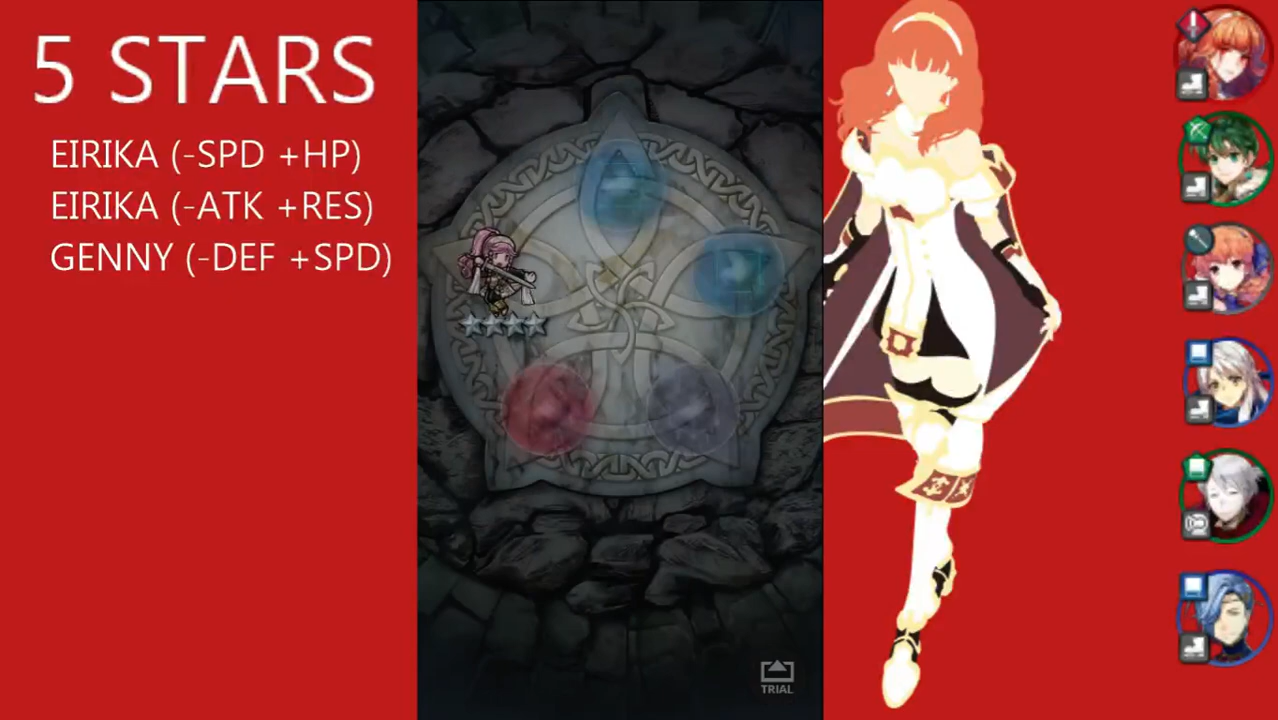 5 STARS
EIRIKA (-SPD +HP)
EIRIKA (-ATK +RES)
GENNY (-DEF +SPD)
TRIAL